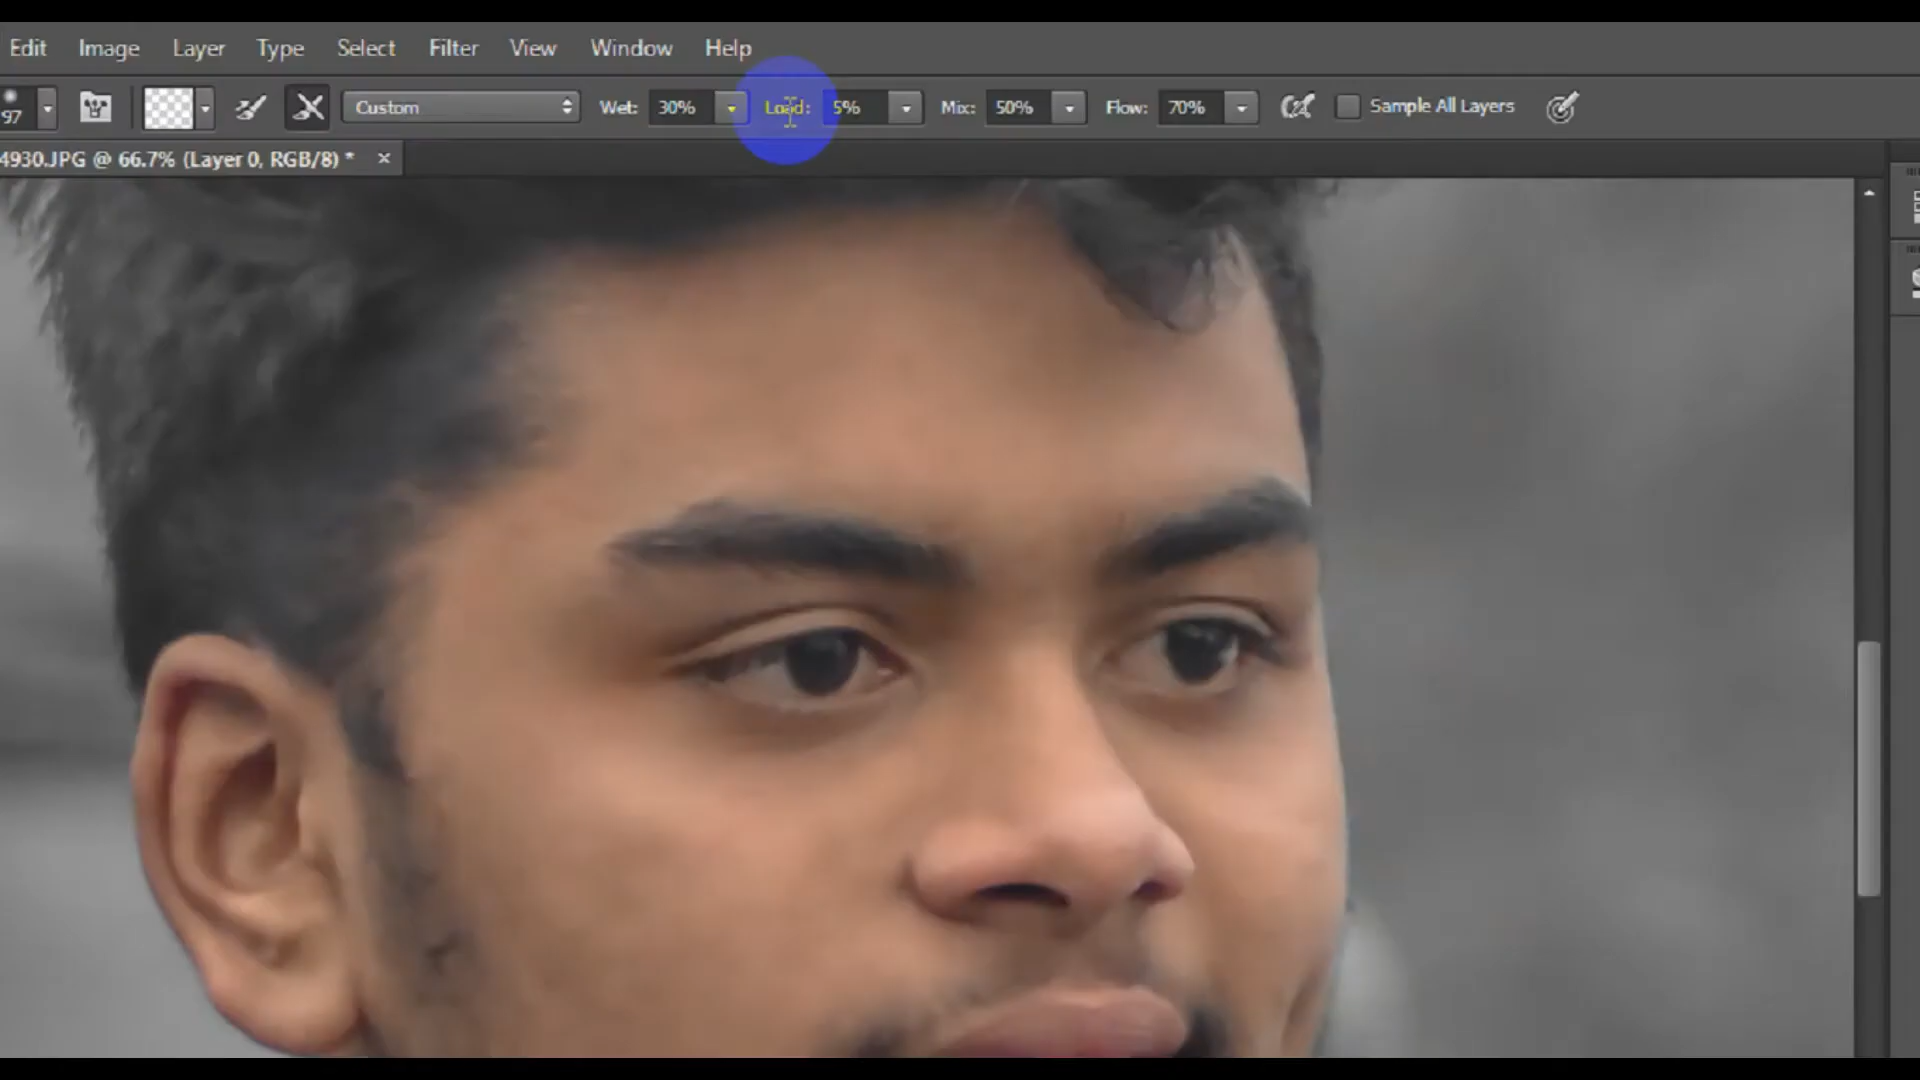 Edit Image Layer Type Select Filter View Window Help
97 Custom Wet: 30% Load: 5% Mix: 50% Flow: 70% Sample All Layers
4930.JPG @ 66.7% (Layer 0, RGB/8) * ×